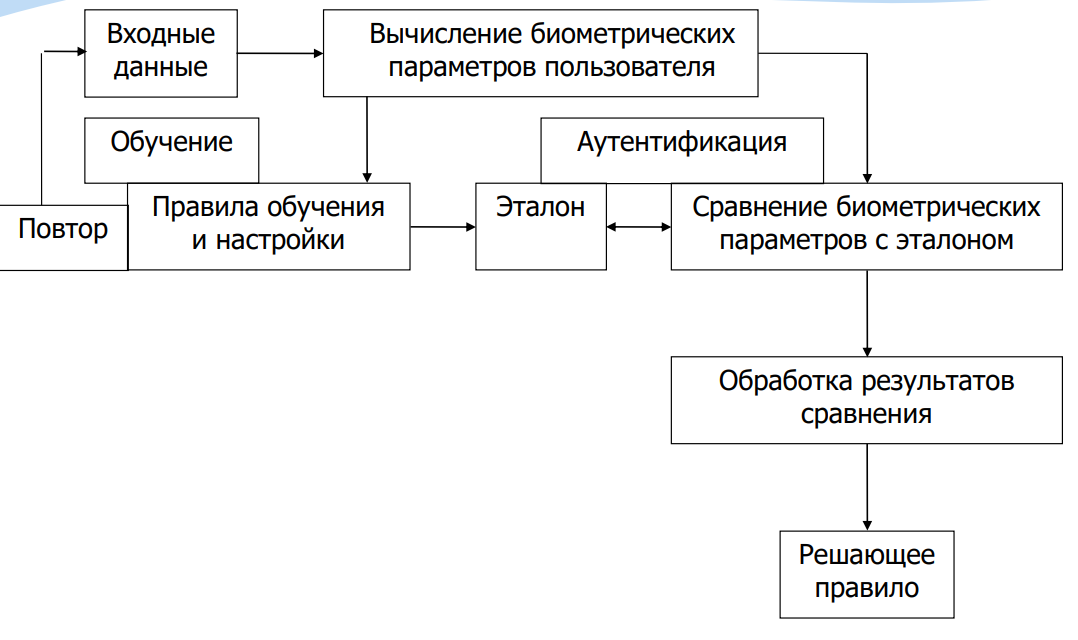 Входные
данные
Вычисление биометрических
параметров пользователя
Обучение
Аутентификация
Повтор
Правила обучения
и настройки
Эталон
Сравнение биометрических
параметров с эталоном
Обработка результатов
сравнения
Решающее
правило